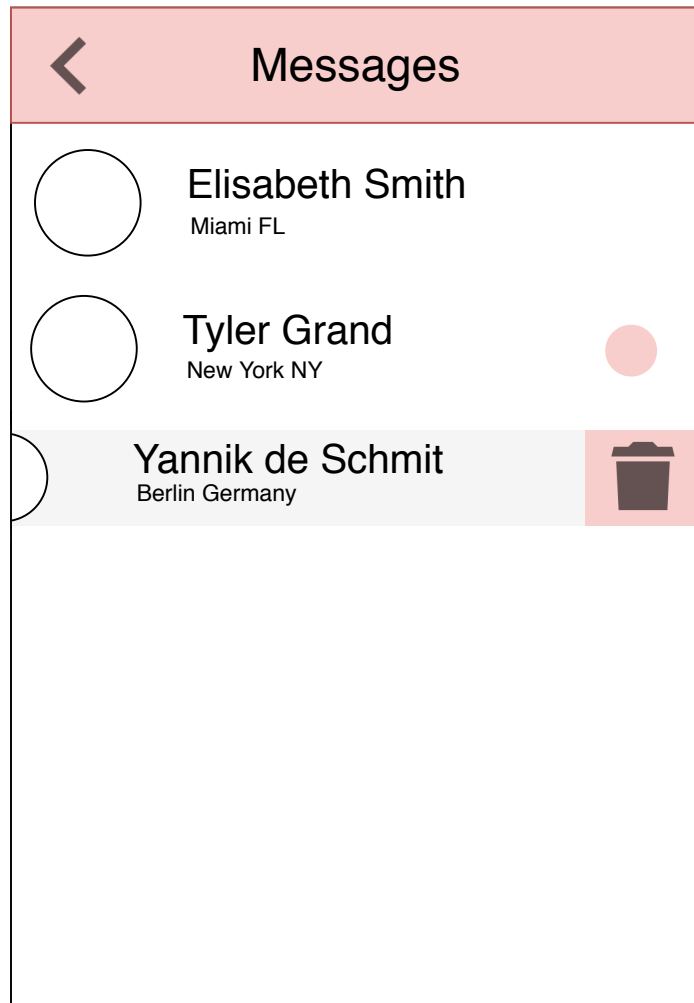 Messages
Elisabeth Smith
Miami FL
Tyler Grand
New York NY
Yannik de Schmit
Berlin Germany